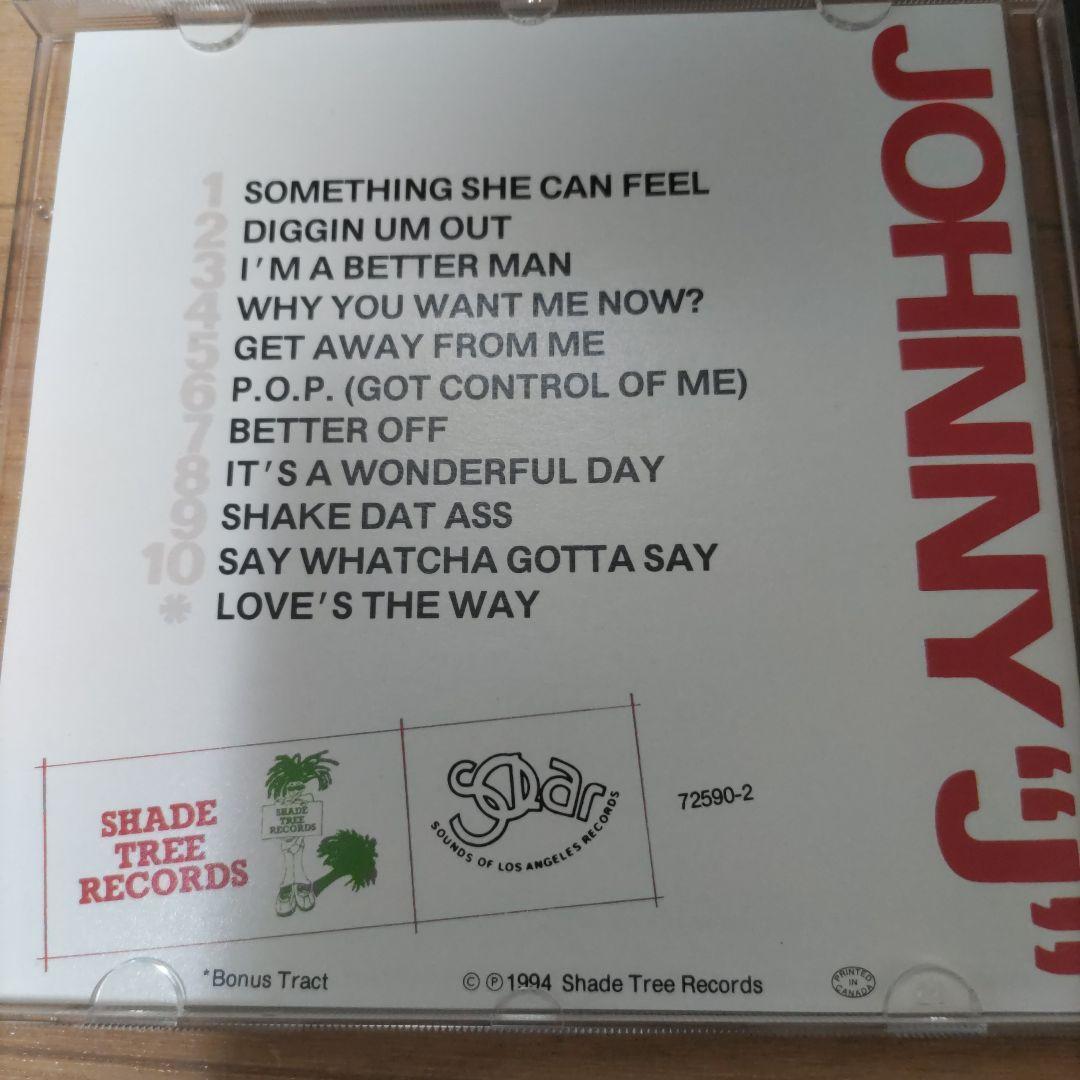 JOHNNY "J"
1 SOMETHING SHE CAN FEEL
2 DIGGIN UM OUT
3 I'M A BETTER MAN
4 WHY YOU WANT ME NOW?
5 GET AWAY FROM ME
6 P.O.P. (GOT CONTROL OF ME)
7 BETTER OFF
8 IT'S A WONDERFUL DAY
9 SHAKE DAT ASS
10 SAY WHATCHA GOTTA SAY
* LOVE'S THE WAY
SHADE
TREE
RECORDS
SHADE
TREE
RECORDS
Solar
SOUNDS OF LOS ANGELES RECORDS
72590-2
*Bonus Tract
© ℗ 1994 Shade Tree Records
PRINTED
IN
CANADA